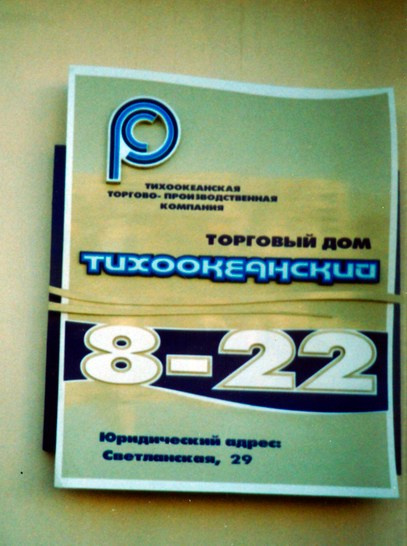 ТИХООКЕАНСКАЯ
ТОРГОВО-ПРОИЗВОДСТВЕННАЯ
КОМПАНИЯ
ТОРГОВЫЙ ДОМ
ТИХООКЕАНСКИЙ
8-22
Юридический адрес:
Светланская, 29